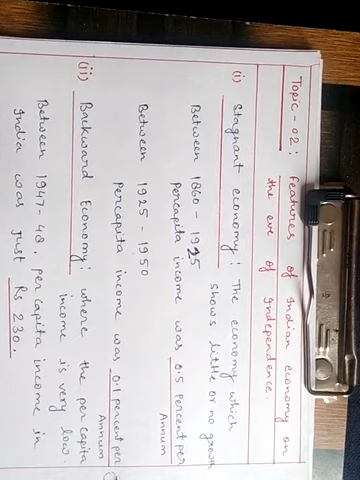 Topic - 02: Features of Indian economy on
the eve of Independence.
(i) Stagnant economy: The economy which
shows little or no growth
Between 1860 - 1925
Percapita income was 0.5 percent per
Annum
Between 1925 - 1950
Percapita income was 0.1 percent per
Annum
(ii) Backward Economy: where the percapita
income is very low.
Between 1947-48, per capita income in
India was Just Rs 230.